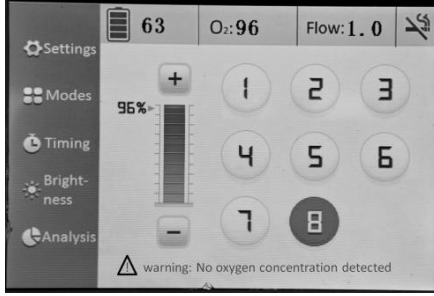 63 O₂:96 Flow:1.0
Settings
Modes
Timing
Bright-
ness
Analysis
+
96%
−
1 2 3
4 5 6
7 8
warning: No oxygen concentration detected